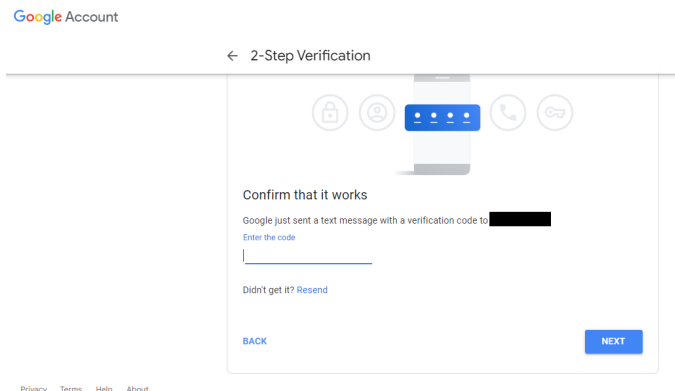 Google Account
← 2-Step Verification
Confirm that it works
Google just sent a text message with a verification code to
Enter the code
Didn't get it? Resend
BACK
NEXT
Privacy Terms Help About